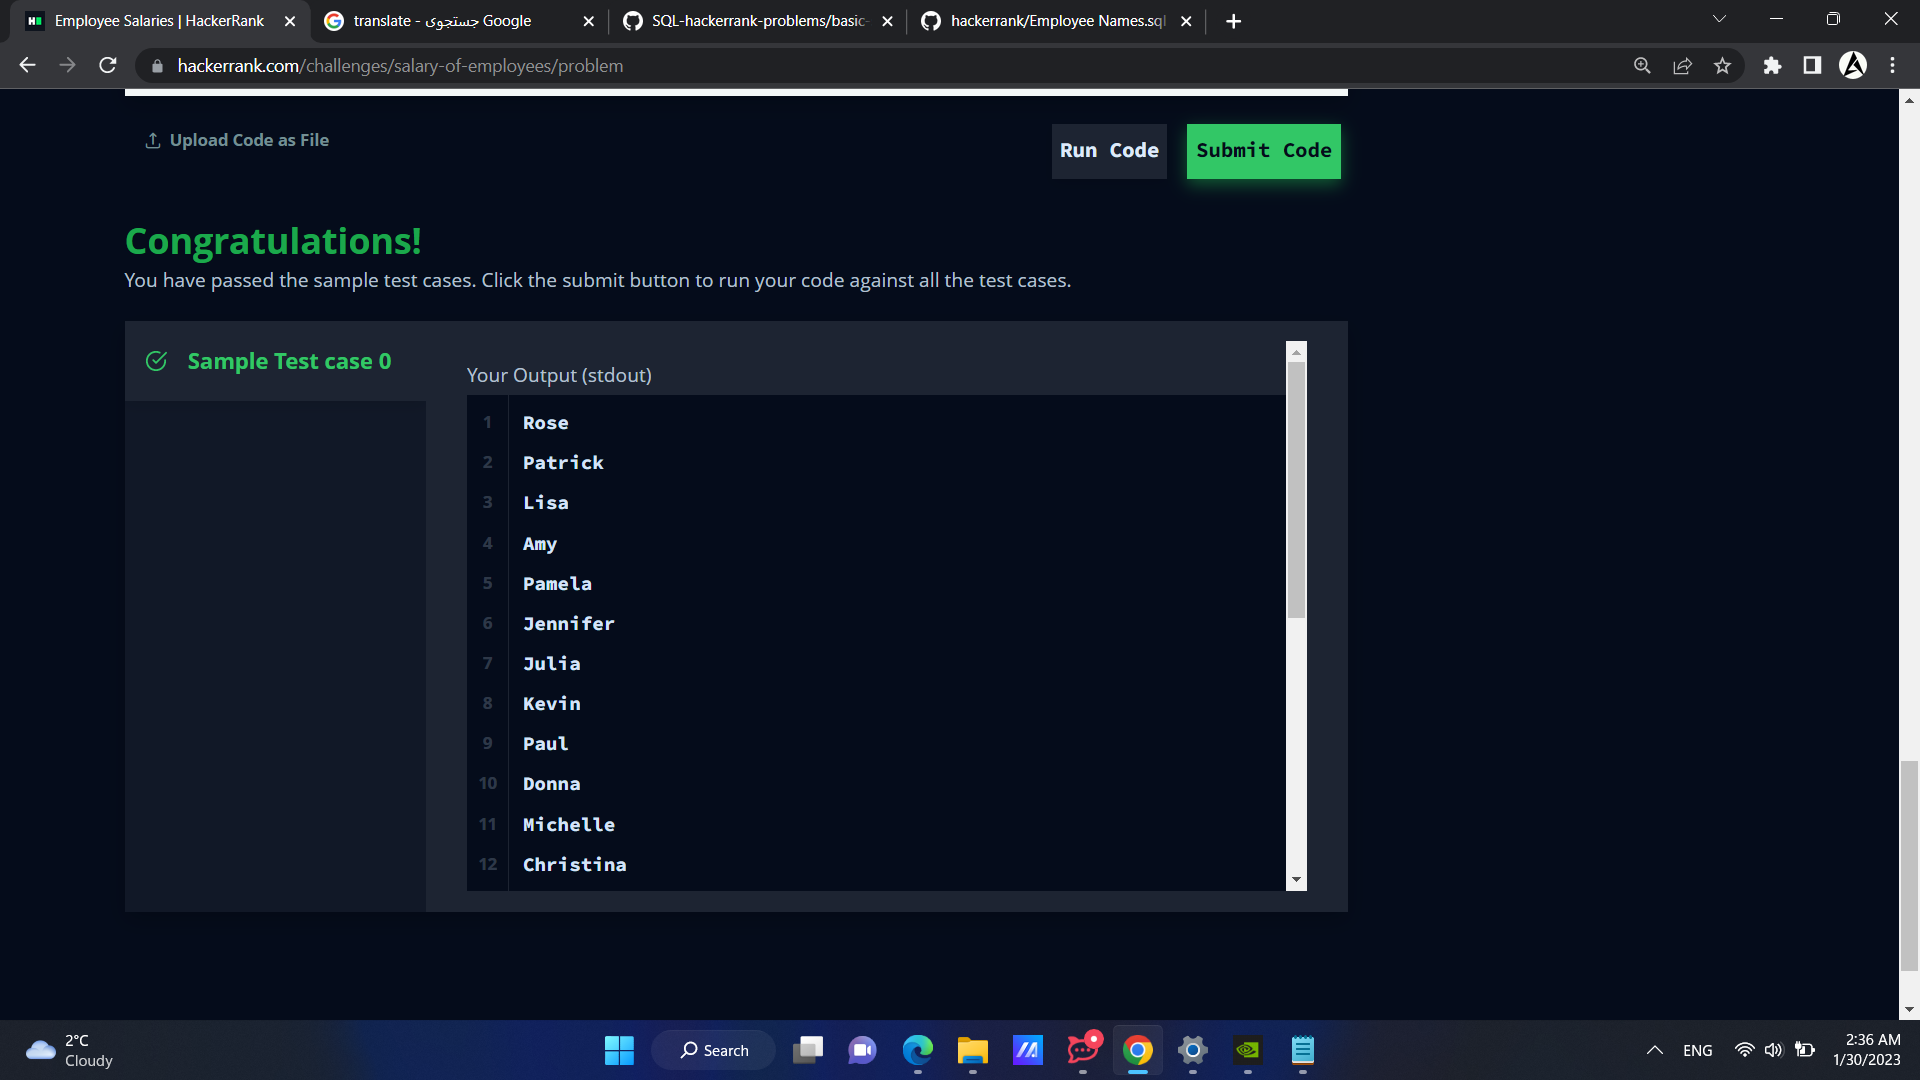 Employee Salaries | HackerRank
translate - جستجوی Google
SQL-hackerrank-problems/basic-
hackerrank/Employee Names.sql
hackerrank.com/challenges/salary-of-employees/problem
Upload Code as File
Run Code
Submit Code
Congratulations!
You have passed the sample test cases. Click the submit button to run your code against all the test cases.
Sample Test case 0
Your Output (stdout)
1 Rose
2 Patrick
3 Lisa
4 Amy
5 Pamela
6 Jennifer
7 Julia
8 Kevin
9 Paul
10 Donna
11 Michelle
12 Christina
2°C
Cloudy
Search
ENG
2:36 AM
1/30/2023